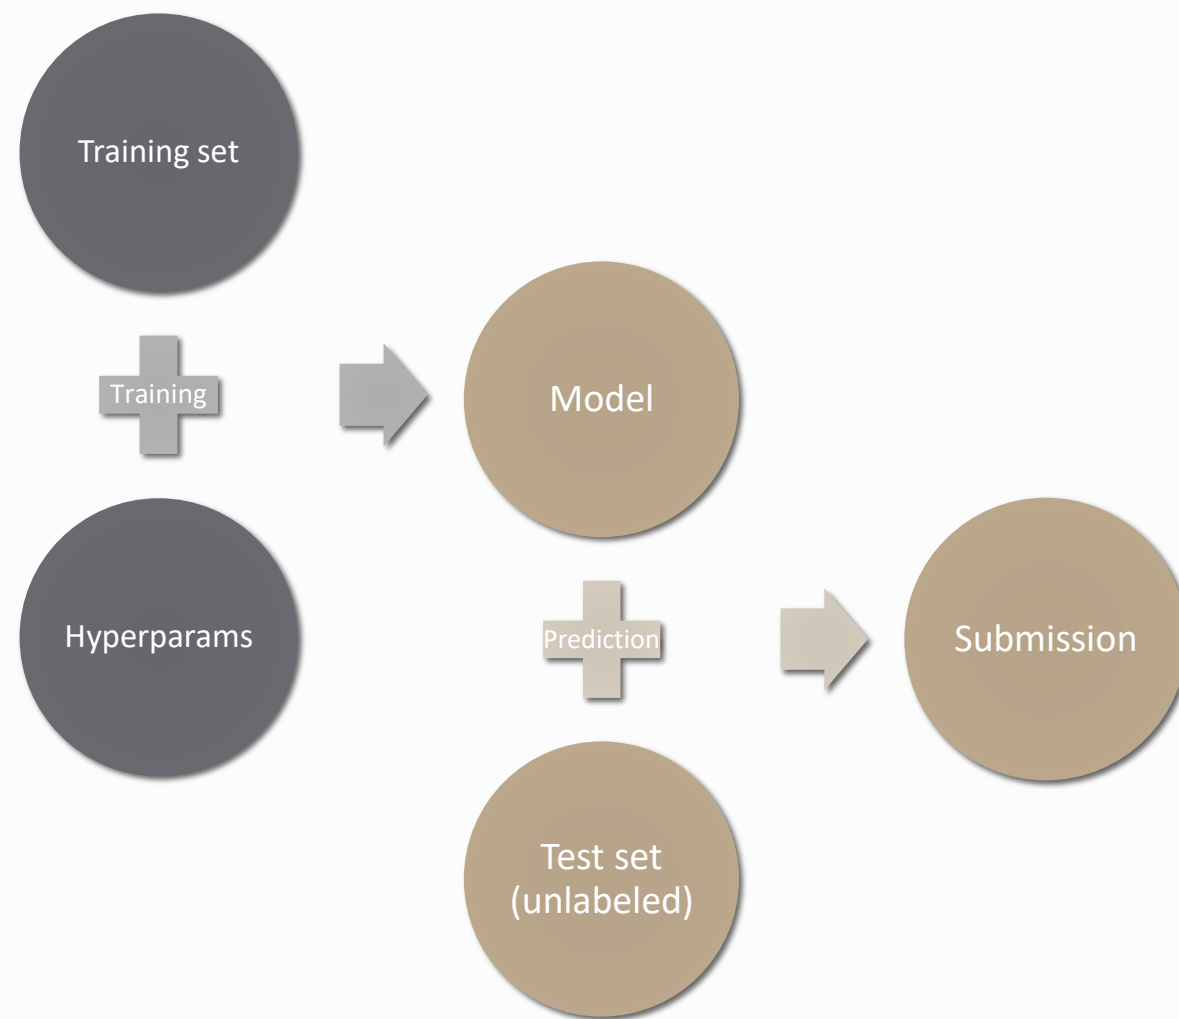 Training set
Training
Hyperparams
Model
Prediction
Test set
(unlabeled)
Submission